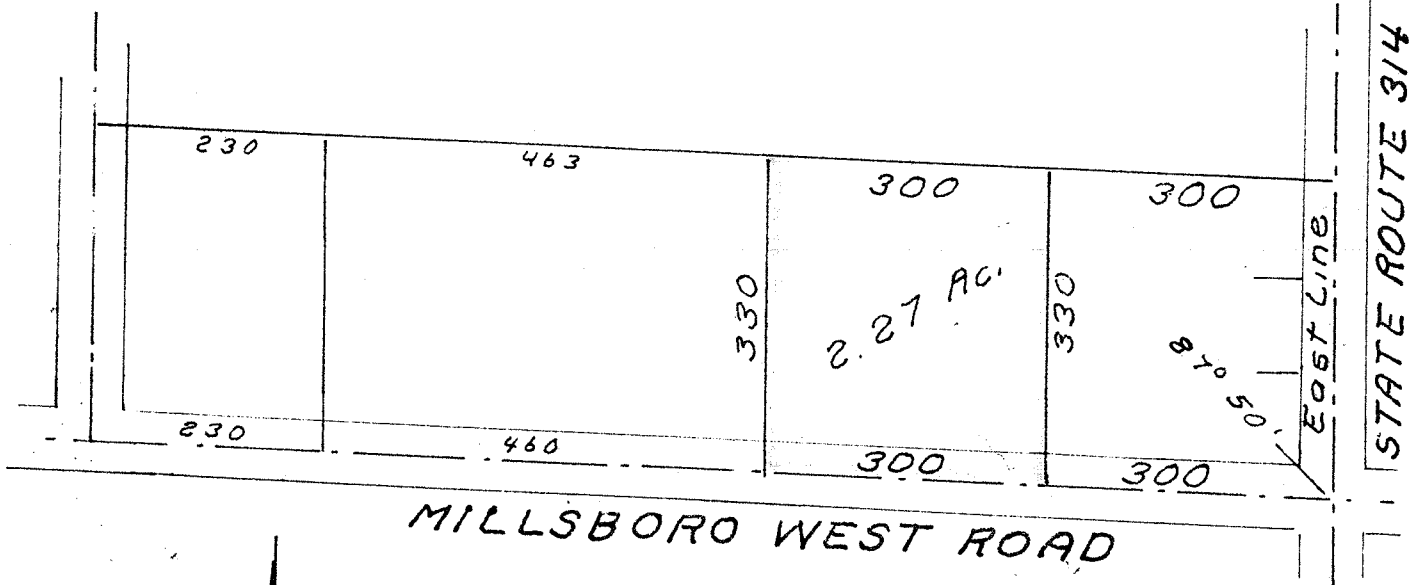 230
463
300
300
330
2.27 AC.
330
87° 50'
East Line
STATE ROUTE 314
230
460
300
300
MILLSBORO WEST ROAD